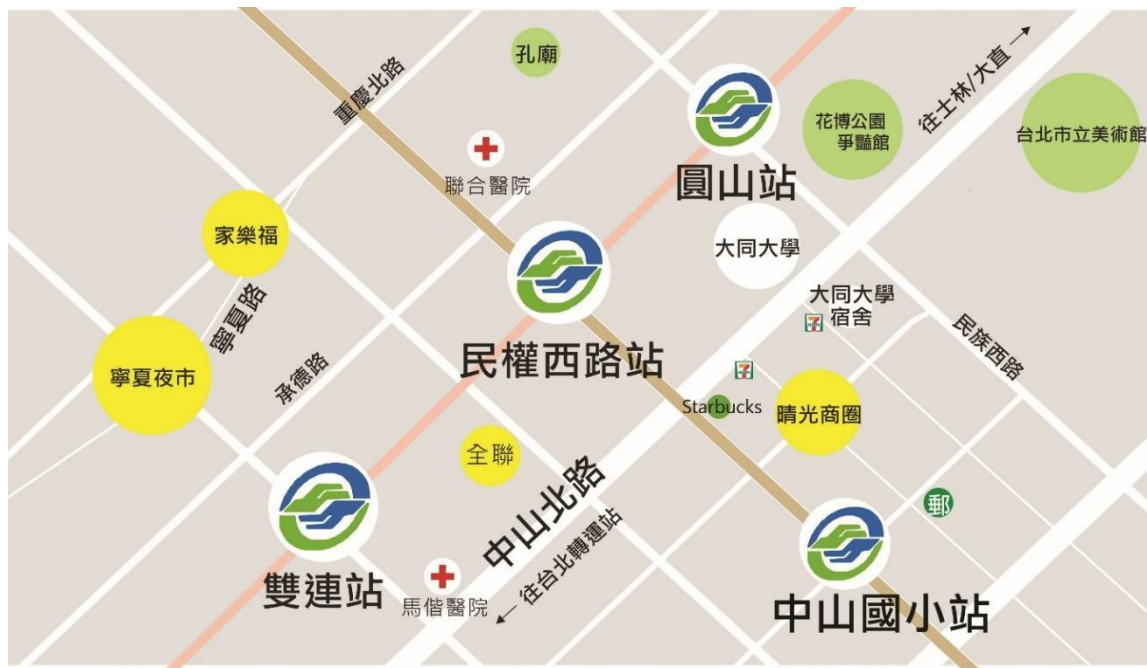 孔廟
重慶北路
往士林/大直 →
花博公園
爭豔館
台北市立美術館
聯合醫院
圓山站
家樂福
大同大學
寧夏路
大同大學
宿舍
7
民族西路
民權西路站
承德路
寧夏夜市
7
Starbucks
晴光商圈
全聯
中山北路
郵
← 往台北轉運站
雙連站
馬偕醫院
中山國小站